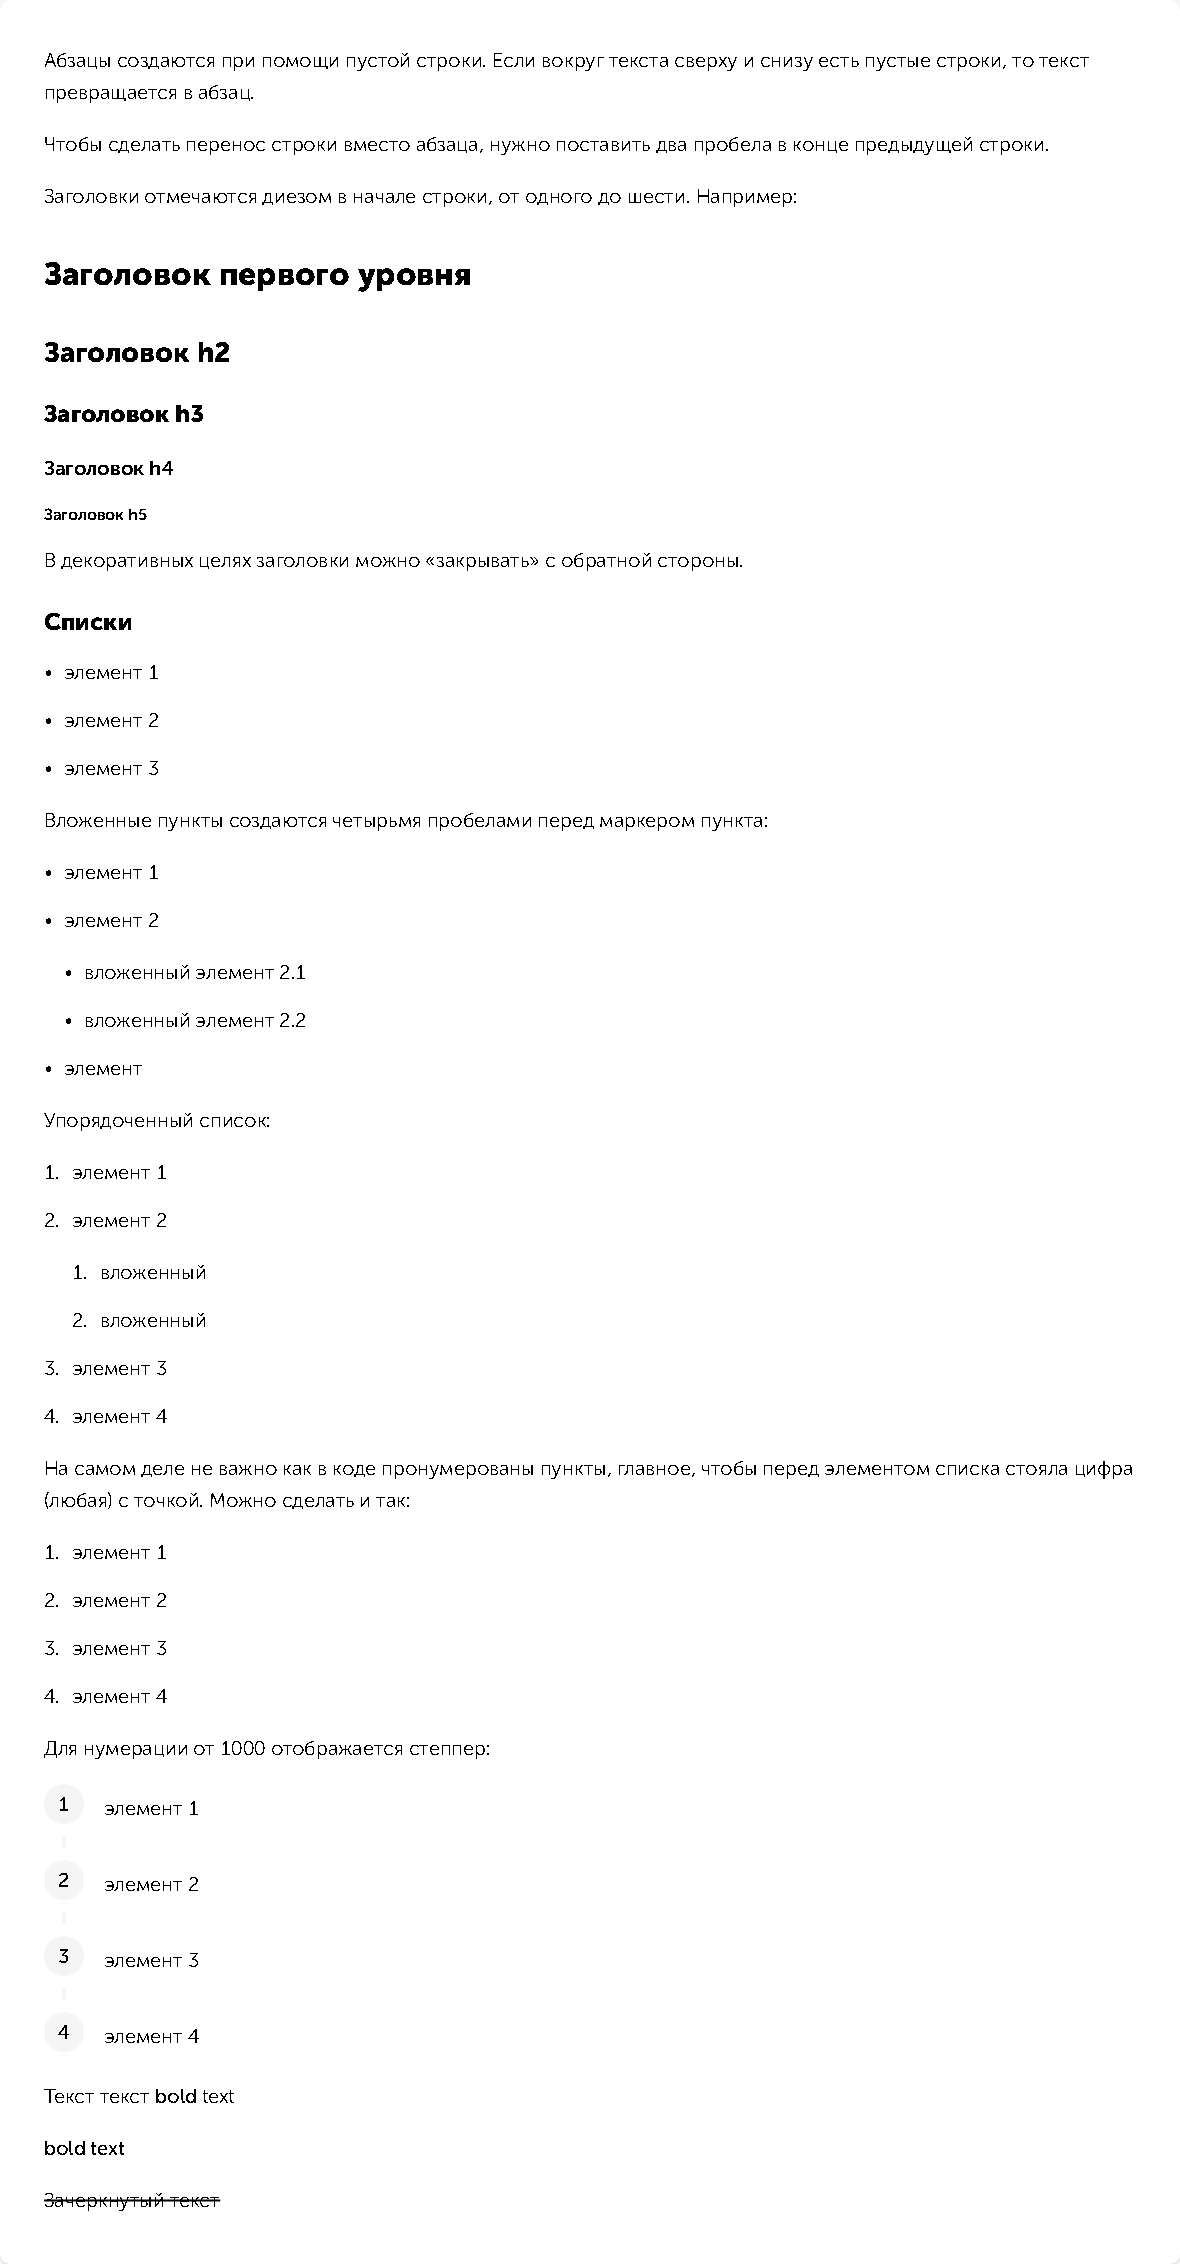 Абзацы создаются при помощи пустой строки. Если вокруг текста сверху и снизу есть пустые строки, то текст
превращается в абзац.
Чтобы сделать перенос строки вместо абзаца, нужно поставить два пробела в конце предыдущей строки.
Заголовки отмечаются диезом в начале строки, от одного до шести. Например:
Заголовок первого уровня
Заголовок h2
Заголовок h3
Заголовок h4
Заголовок h5
В декоративных целях заголовки можно «закрывать» с обратной стороны.
Списки
• элемент 1
• элемент 2
• элемент 3
Вложенные пункты создаются четырьмя пробелами перед маркером пункта:
• элемент 1
• элемент 2
• вложенный элемент 2.1
• вложенный элемент 2.2
• элемент
Упорядоченный список:
1. элемент 1
2. элемент 2
1. вложенный
2. вложенный
3. элемент 3
4. элемент 4
На самом деле не важно как в коде пронумерованы пункты, главное, чтобы перед элементом списка стояла цифра
(любая) с точкой. Можно сделать и так:
1. элемент 1
2. элемент 2
3. элемент 3
4. элемент 4
Для нумерации от 1000 отображается степпер:
1 элемент 1
2 элемент 2
3 элемент 3
4 элемент 4
Текст текст bold text
bold text
Зачеркнутый текст